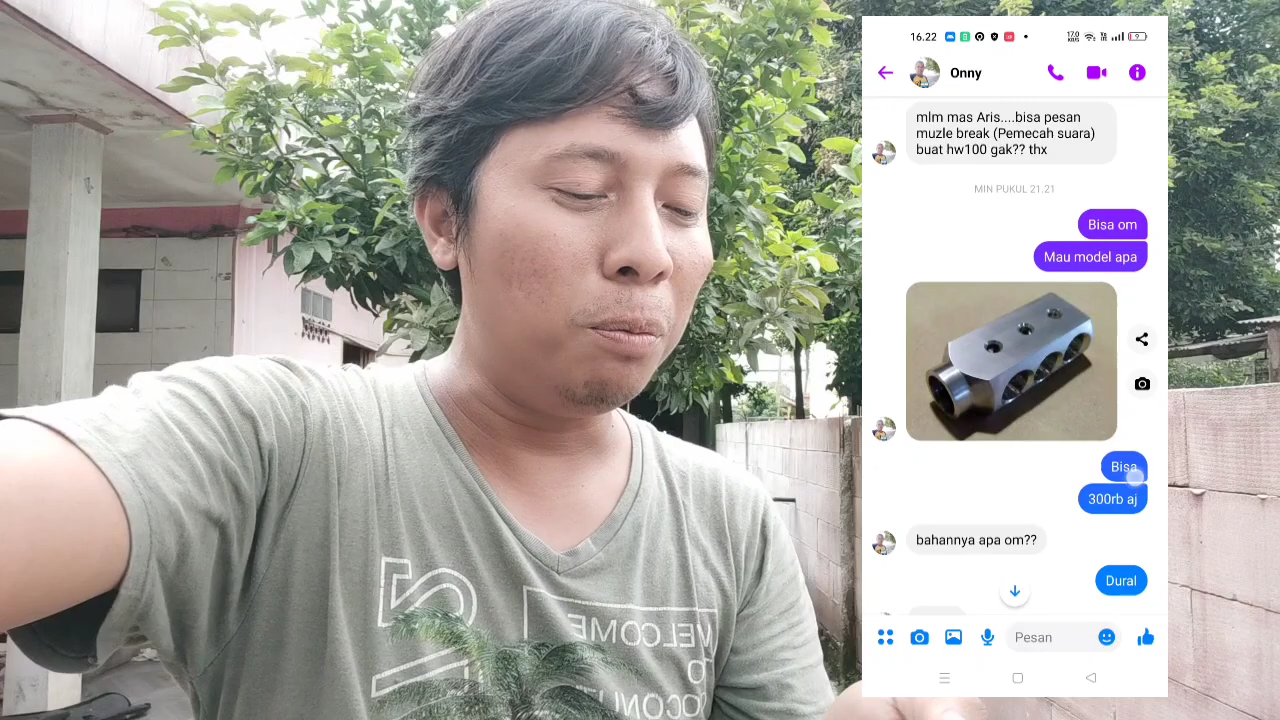 16.22
9
Onny
mlm mas Aris....bisa pesan
muzle break (Pemecah suara)
buat hw100 gak?? thx
MIN PUKUL 21.21
Bisa om
Mau model apa
Bisa
300rb aj
bahannya apa om??
Dural
Pesan
WELCOME
TO